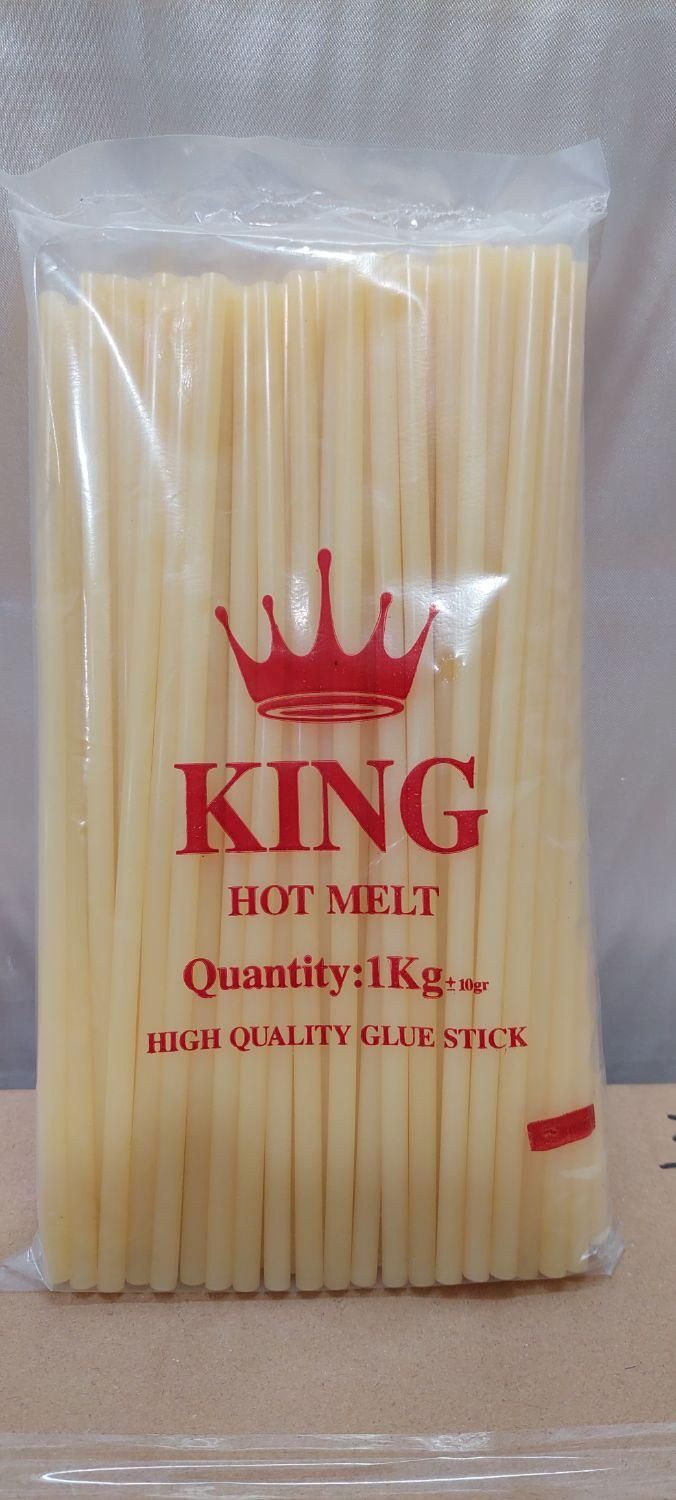 KING
HOT MELT
Quantity:1Kg±10gr
HIGH QUALITY GLUE STICK